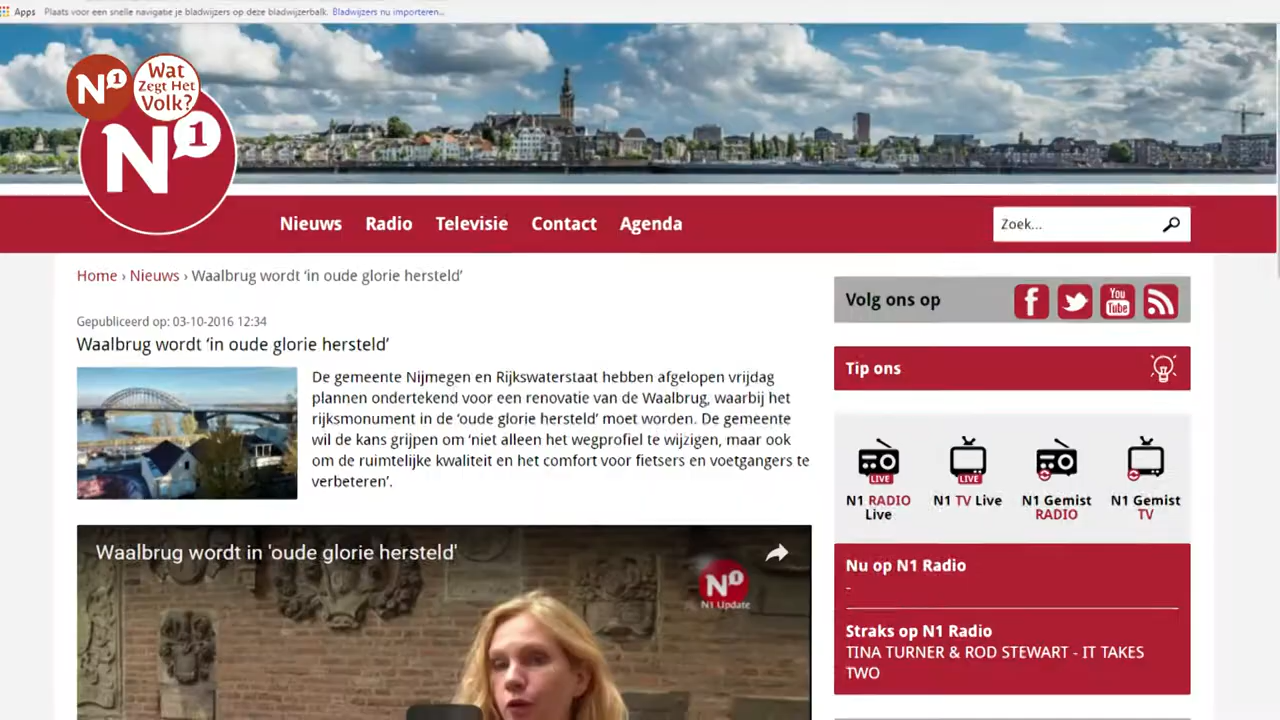 Apps Plaats voor een snelle navigatie je bladwijzers op deze bladwijzerbalk. Bladwijzers nu importeren...
N1
Wat
Zegt Het
Volk?
N1
Nieuws Radio Televisie Contact Agenda
Zoek...
Home › Nieuws › Waalbrug wordt ‘in oude glorie hersteld’
Gepubliceerd op: 03-10-2016 12:34
Waalbrug wordt ‘in oude glorie hersteld’
De gemeente Nijmegen en Rijkswaterstaat hebben afgelopen vrijdag
plannen ondertekend voor een renovatie van de Waalbrug, waarbij het
rijksmonument in de ‘oude glorie hersteld’ moet worden. De gemeente
wil de kans grijpen om ‘niet alleen het wegprofiel te wijzigen, maar ook
om de ruimtelijke kwaliteit en het comfort voor fietsers en voetgangers te
verbeteren’.
Waalbrug wordt in 'oude glorie hersteld'
N1
N1 Update
Volg ons op
You
Tube
Tip ons
LIVE
LIVE
N1 RADIO
Live
N1 TV Live
N1 Gemist
RADIO
N1 Gemist
TV
Nu op N1 Radio
-
Straks op N1 Radio
TINA TURNER & ROD STEWART - IT TAKES
TWO